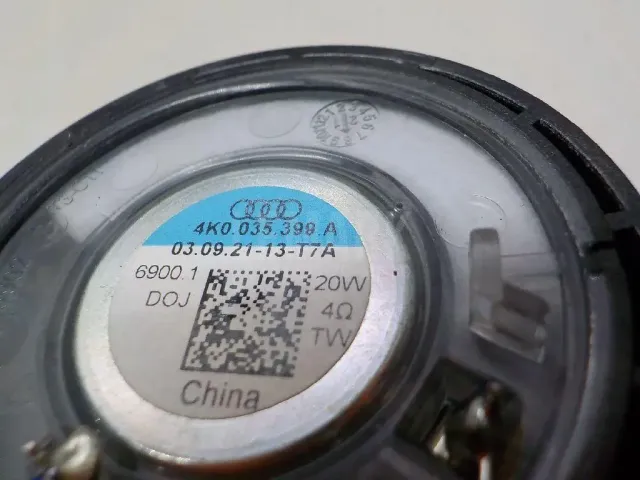 4K0.035.399.A
03.09.21-13-T7A
6900.1
20W
DOJ
4Ω
TW
China